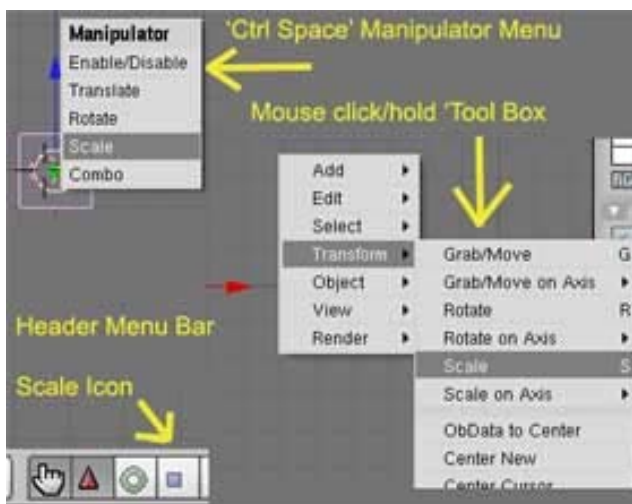 Manipulator
Enable/Disable
Translate
Rotate
Scale
Combo
'Ctrl Space' Manipulator Menu
Mouse click/hold 'Tool Box
Add
Edit
Select
Transform
Object
View
Render
Grab/Move G
Grab/Move on Axis
Rotate R
Rotate on Axis
Scale S
Scale on Axis
ObData to Center
Center New
Center Cursor
Header Menu Bar
Scale Icon